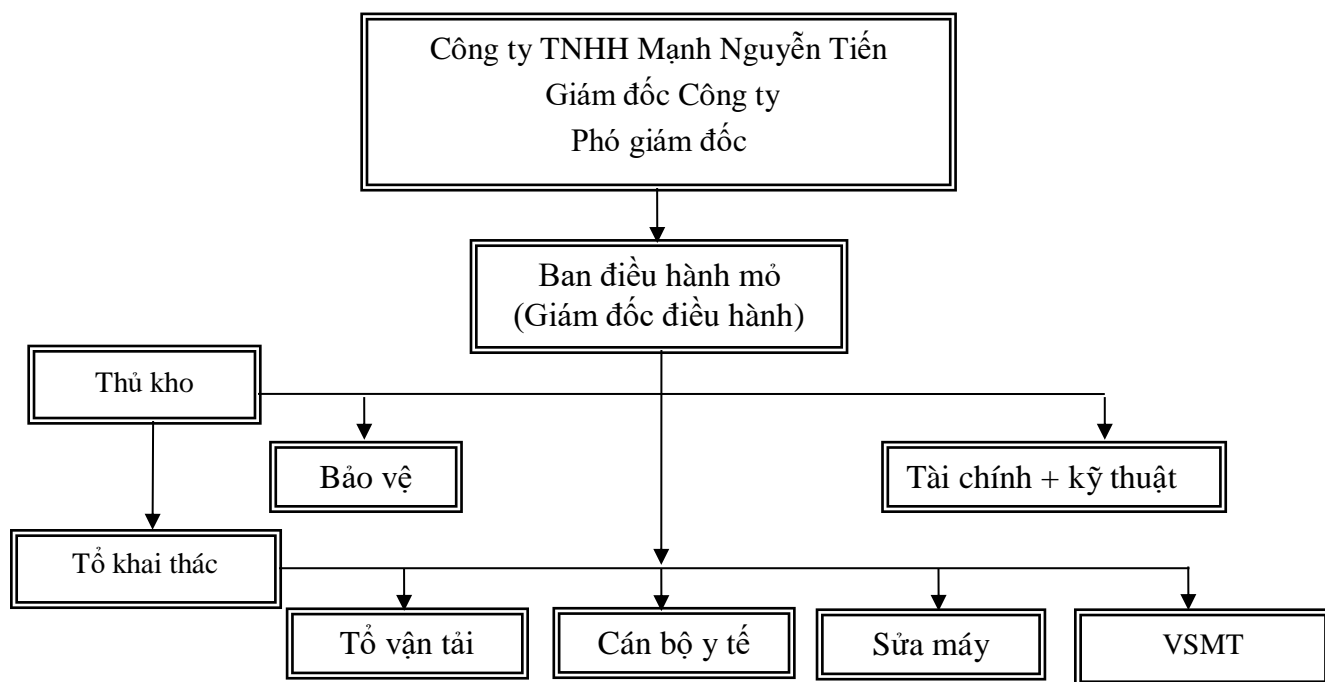 Công ty TNHH Mạnh Nguyễn Tiến
Giám đốc Công ty
Phó giám đốc
Ban điều hành mỏ
(Giám đốc điều hành)
Thủ kho
Bảo vệ
Tài chính + kỹ thuật
Tổ khai thác
Tổ vận tải
Cán bộ y tế
Sửa máy
VSMT